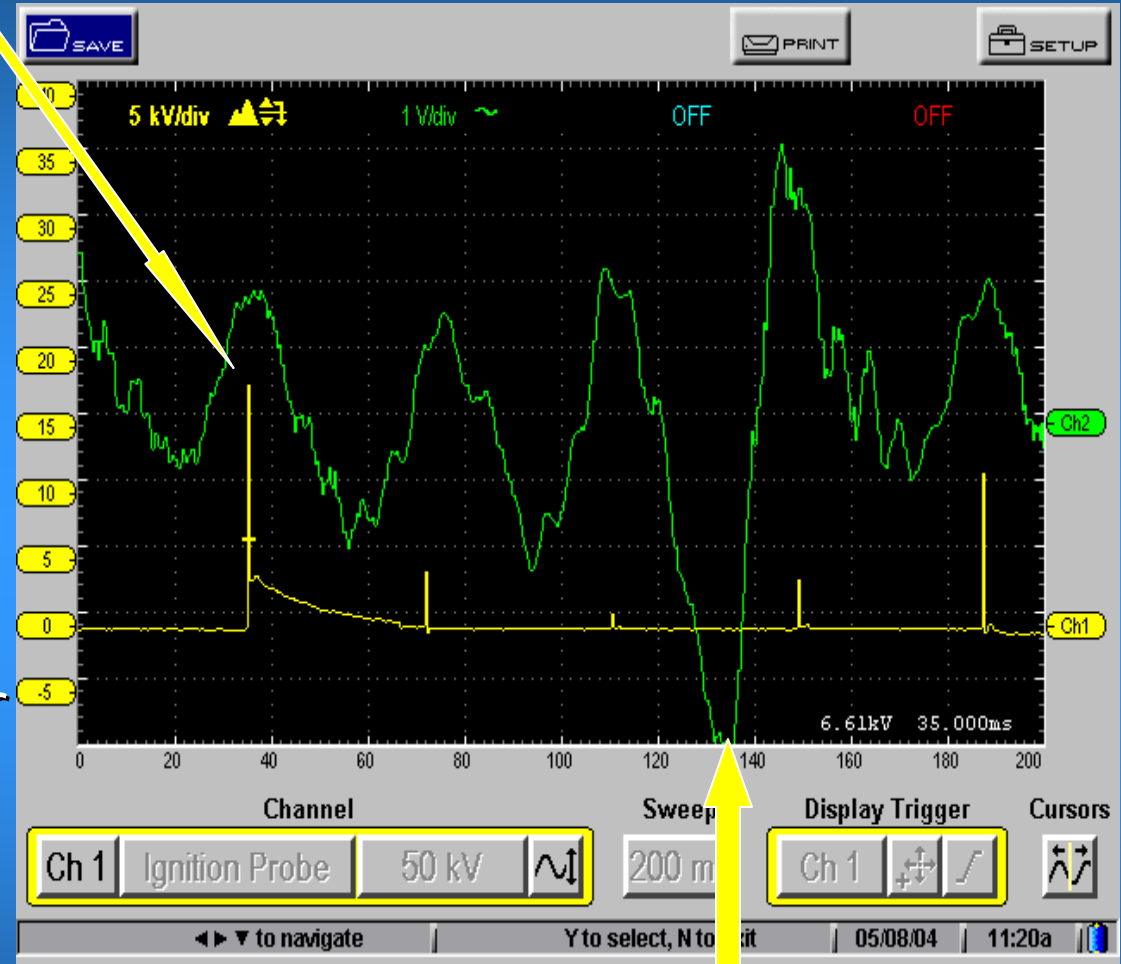 SAVE PRINT SETUP
5 kV/div 1 V/div OFF OFF
35
30
25
20
15 Ch2
10
5
0 Ch1
-5
6.61kV 35.000ms
0 20 40 60 80 100 120 140 160 180 200
Channel Sweep Display Trigger Cursors
Ch 1 Ignition Probe 50 kV 200 m Ch 1
to navigate Y to select, N to 05/08/04 11:20a